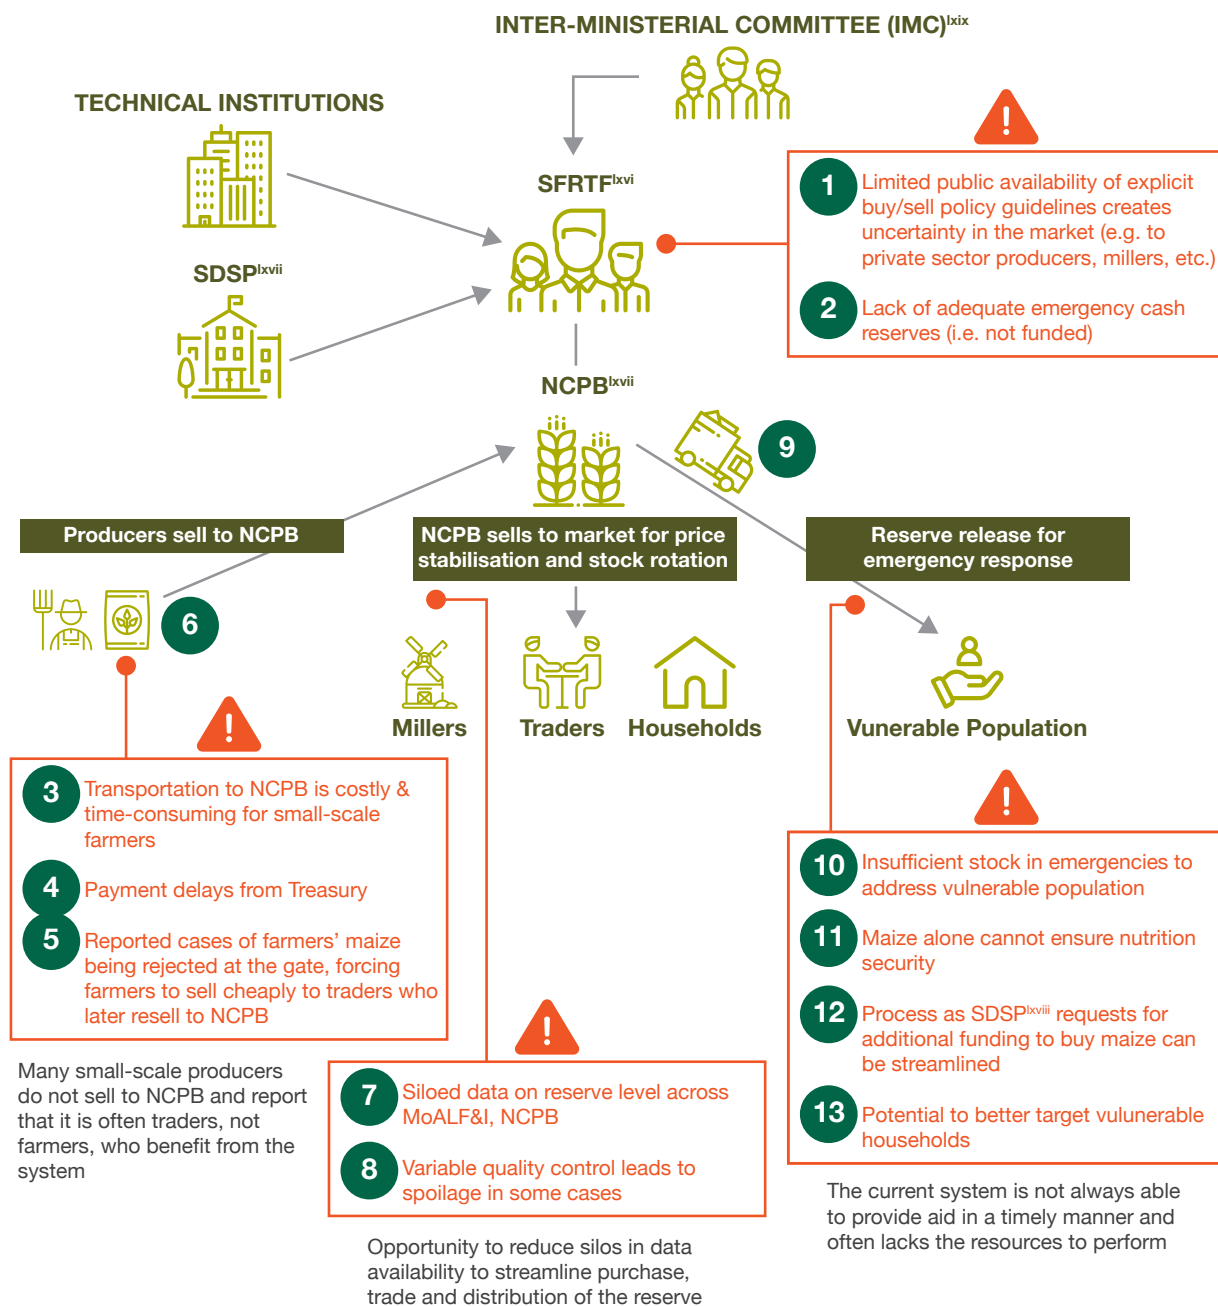 INTER-MINISTERIAL COMMITTEE (IMC)lxix
TECHNICAL INSTITUTIONS
SFRTFlxvi
SDSPlxvii
NCPBlxvii
1
Limited public availability of explicit
buy/sell policy guidelines creates
uncertainty in the market (e.g. to
private sector producers, millers, etc.)
2
Lack of adequate emergency cash
reserves (i.e. not funded)
9
Producers sell to NCPB
NCPB sells to market for price
stabilisation and stock rotation
Reserve release for
emergency response
6
Millers
Traders
Households
Vunerable Population
3
Transportation to NCPB is costly &
time-consuming for small-scale
farmers
4
Payment delays from Treasury
5
Reported cases of farmers’ maize
being rejected at the gate, forcing
farmers to sell cheaply to traders who
later resell to NCPB
Many small-scale producers
do not sell to NCPB and report
that it is often traders, not
farmers, who benefit from the
system
7
Siloed data on reserve level across
MoALF&I, NCPB
8
Variable quality control leads to
spoilage in some cases
Opportunity to reduce silos in data
availability to streamline purchase,
trade and distribution of the reserve
10
Insufficient stock in emergencies to
address vulnerable population
11
Maize alone cannot ensure nutrition
security
12
Process as SDSPlxviii requests for
additional funding to buy maize can
be streamlined
13
Potential to better target vulunerable
households
The current system is not always able
to provide aid in a timely manner and
often lacks the resources to perform